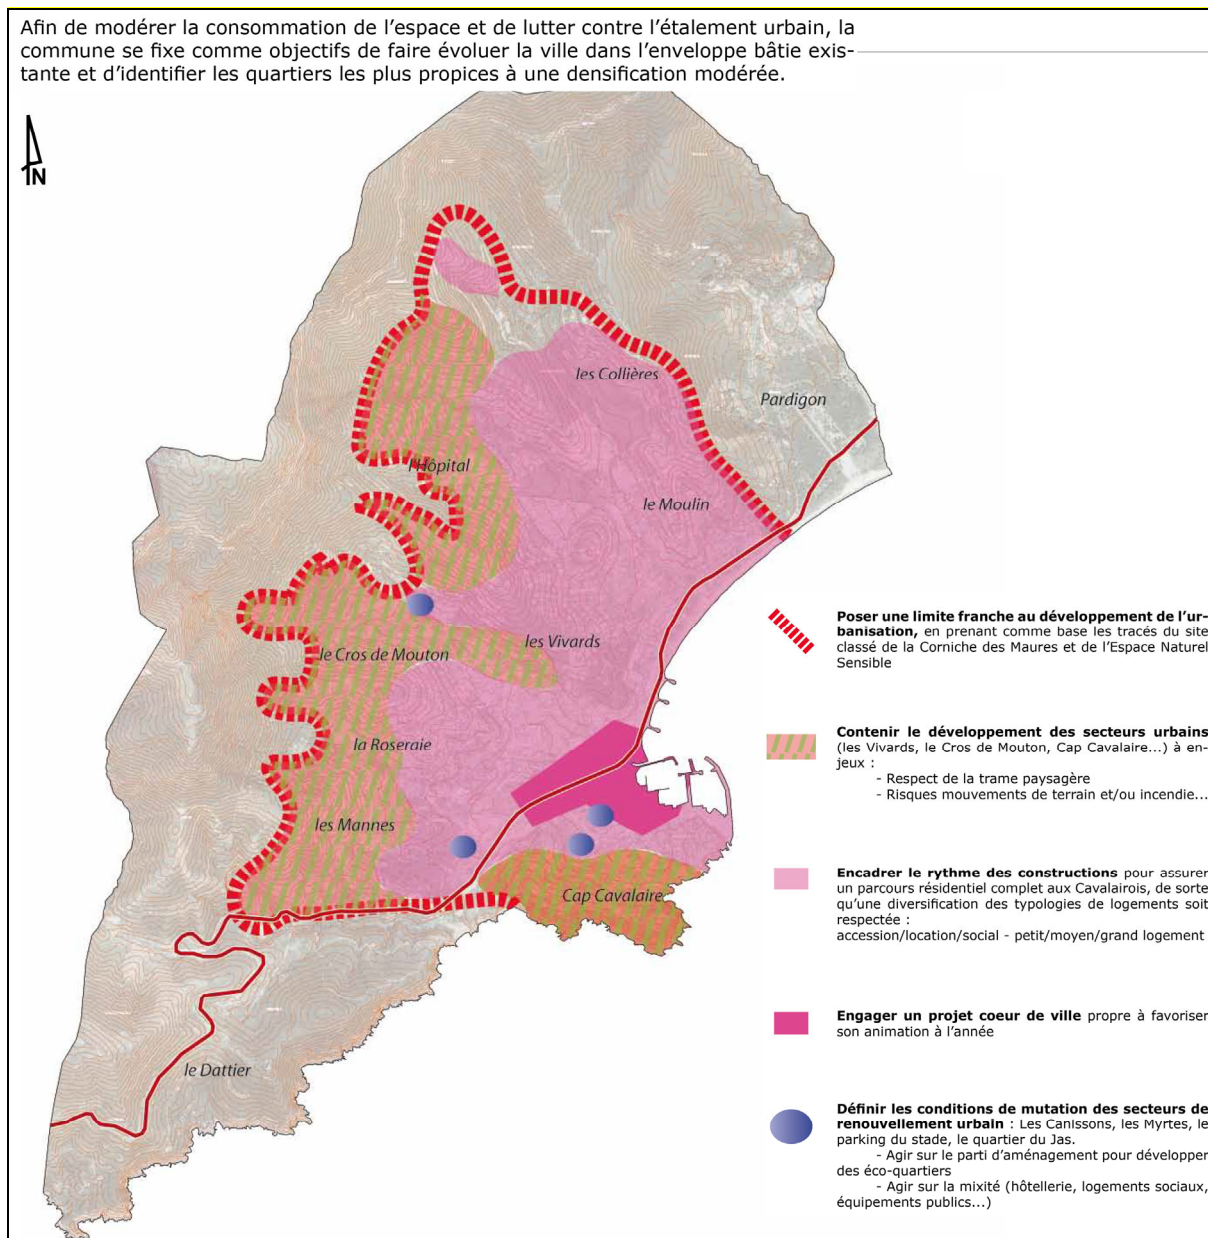 Afin de modérer la consommation de l’espace et de lutter contre l’étalement urbain, la
commune se fixe comme objectifs de faire évoluer la ville dans l’enveloppe bâtie exis-
tante et d’identifier les quartiers les plus propices à une densification modérée.
N
les Collières
Pardigon
l'Hôpital
le Moulin
les Vivards
le Cros de Mouton
la Roseraie
les Mannes
Cap Cavalaire
le Dattier
Poser une limite franche au développement de l’ur-
banisation, en prenant comme base les tracés du site
classé de la Corniche des Maures et de l’Espace Naturel
Sensible
Contenir le développement des secteurs urbains
(les Vivards, le Cros de Mouton, Cap Cavalaire...) à en-
jeux :
- Respect de la trame paysagère
- Risques mouvements de terrain et/ou incendie...
Encadrer le rythme des constructions pour assurer
un parcours résidentiel complet aux Cavalairois, de sorte
qu’une diversification des typologies de logements soit
respectée :
accession/location/social - petit/moyen/grand logement
Engager un projet coeur de ville propre à favoriser
son animation à l’année
Définir les conditions de mutation des secteurs de
renouvellement urbain : Les Canissons, les Myrtes, le
parking du stade, le quartier du Jas.
- Agir sur le parti d’aménagement pour développer
des éco-quartiers
- Agir sur la mixité (hôtellerie, logements sociaux,
équipements publics...)